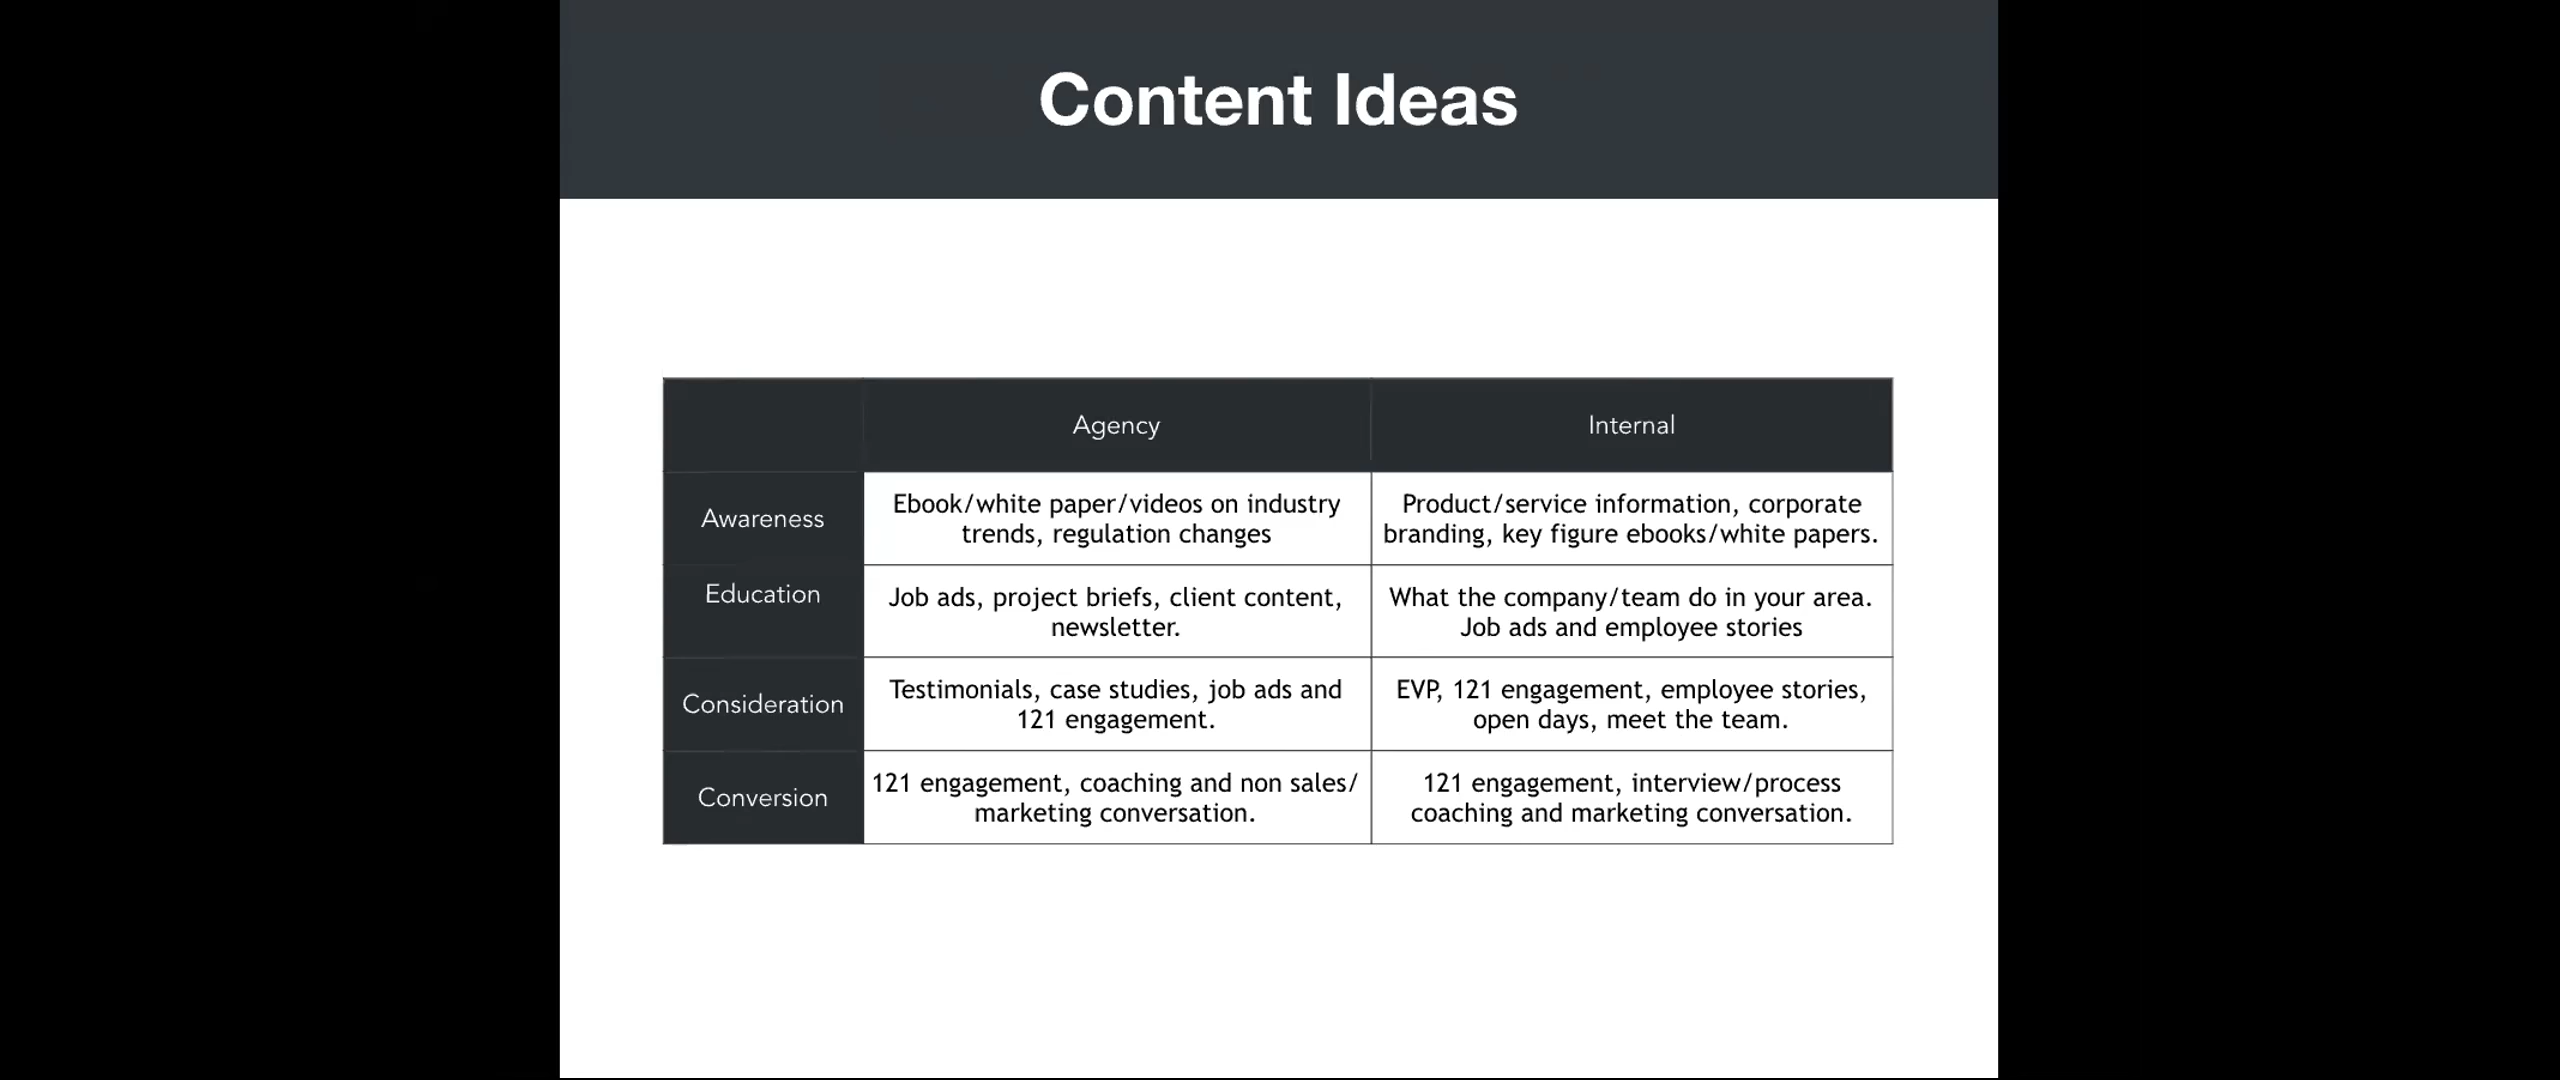 Content Ideas
Agency
Internal
Awareness
Ebook/white paper/videos on industry
trends, regulation changes
Product/service information, corporate
branding, key figure ebooks/white papers.
Education
Job ads, project briefs, client content,
newsletter.
What the company/team do in your area.
Job ads and employee stories
Consideration
Testimonials, case studies, job ads and
121 engagement.
EVP, 121 engagement, employee stories,
open days, meet the team.
Conversion
121 engagement, coaching and non sales/
marketing conversation.
121 engagement, interview/process
coaching and marketing conversation.